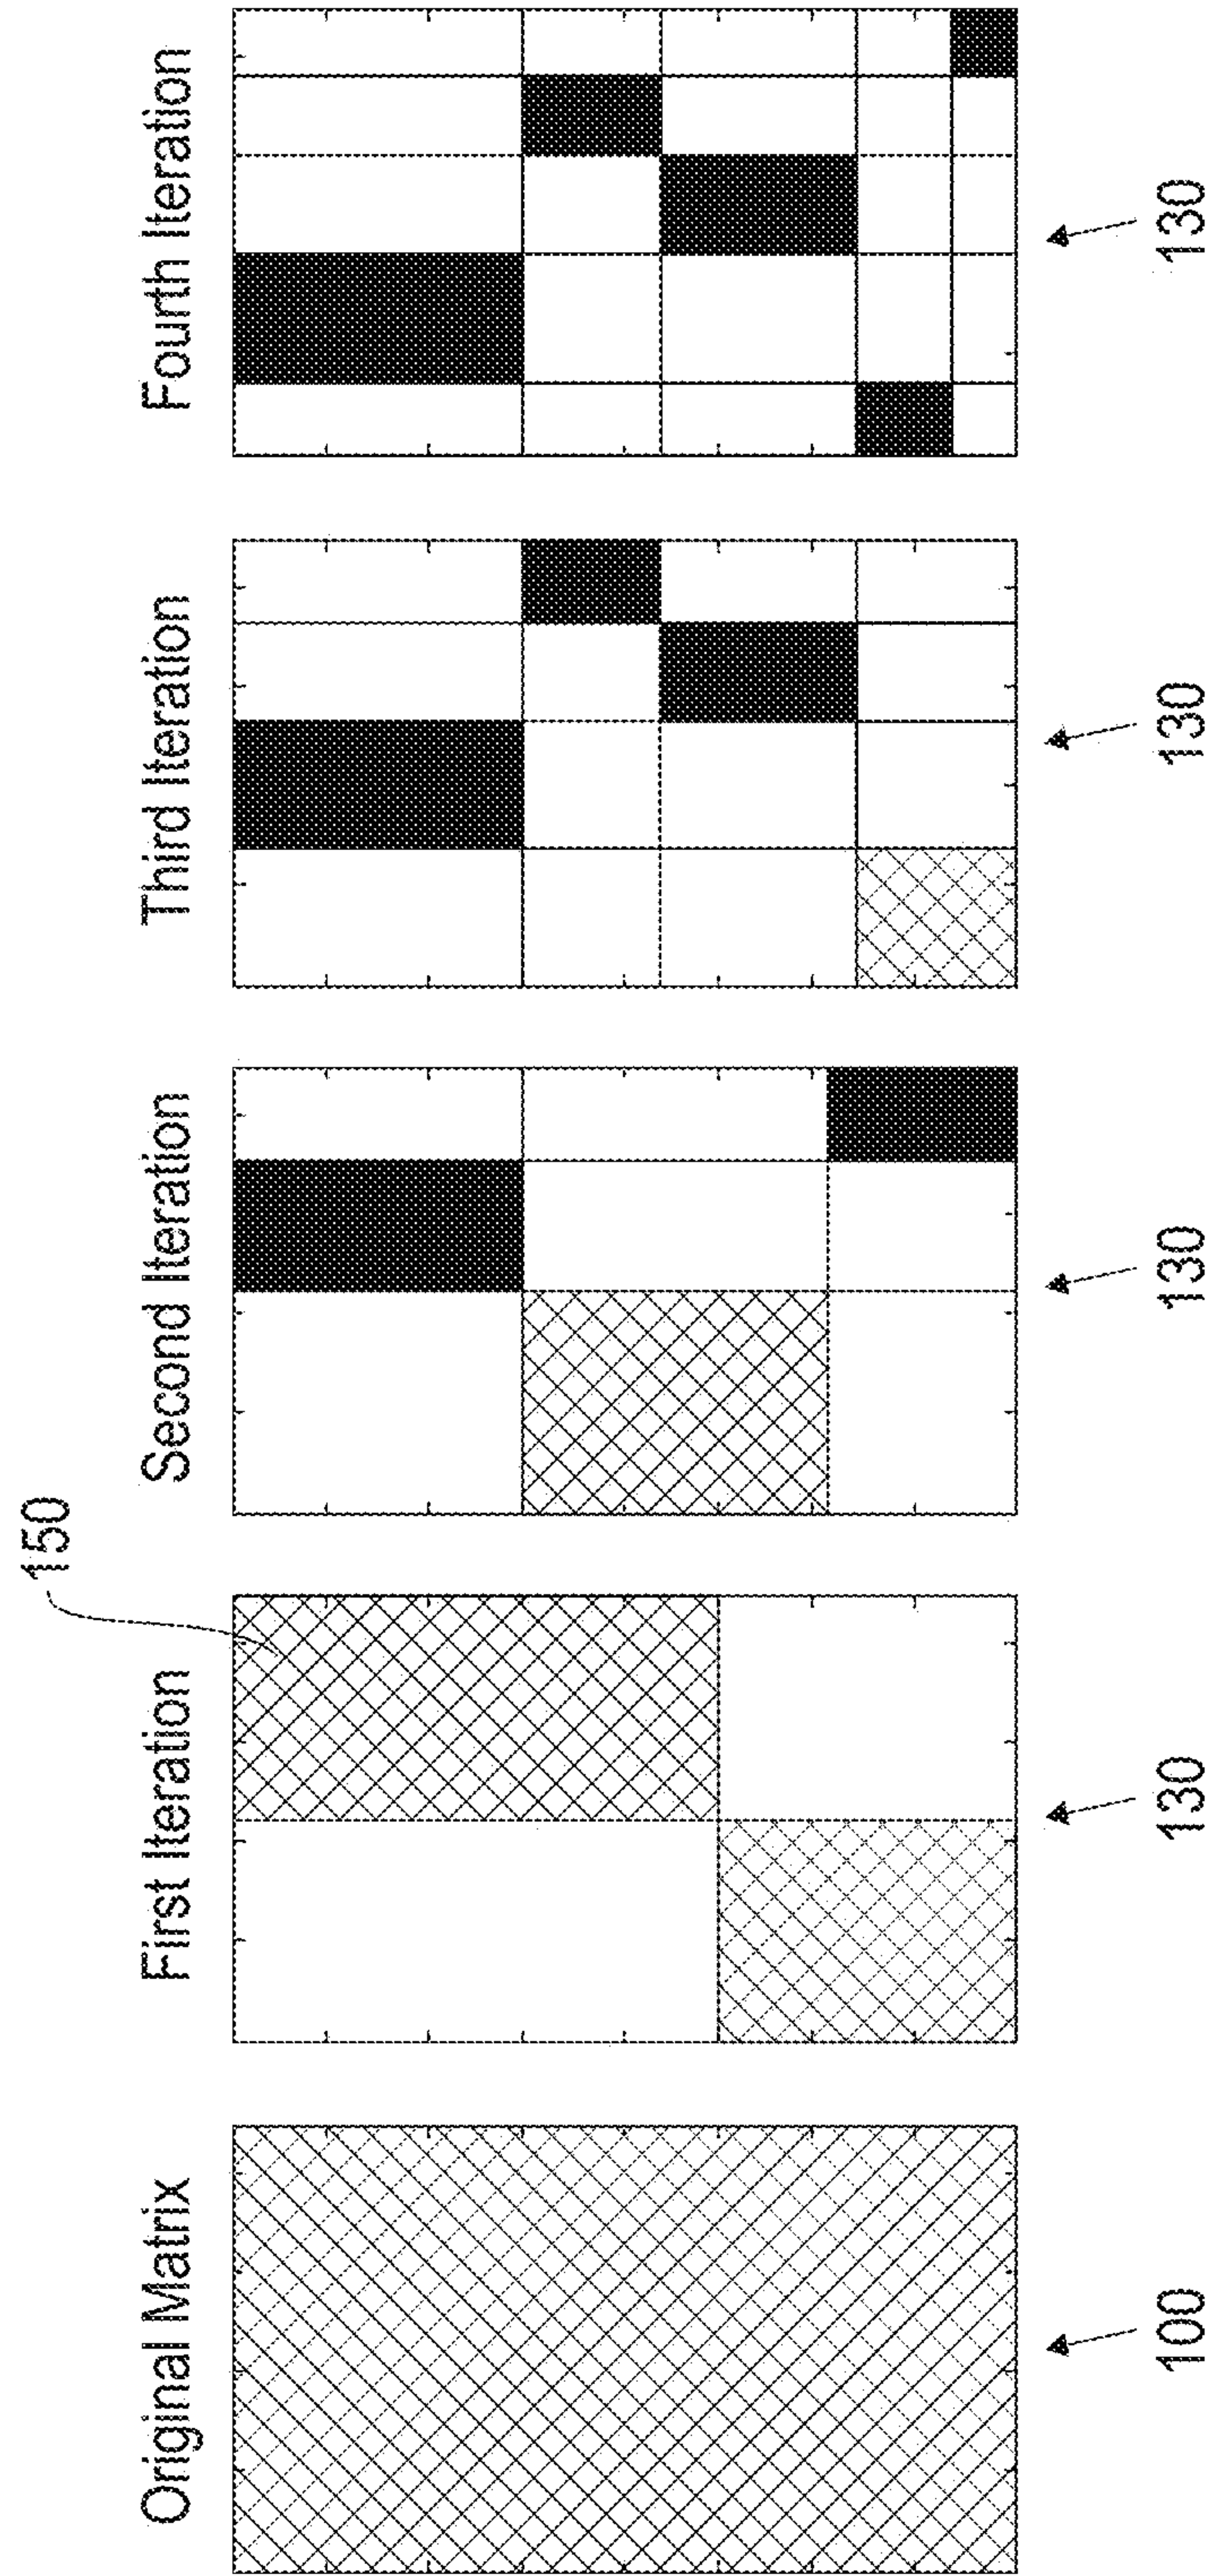 Original Matrix
First Iteration
Second Iteration
Third Iteration
Fourth Iteration
150
100
130
130
130
130